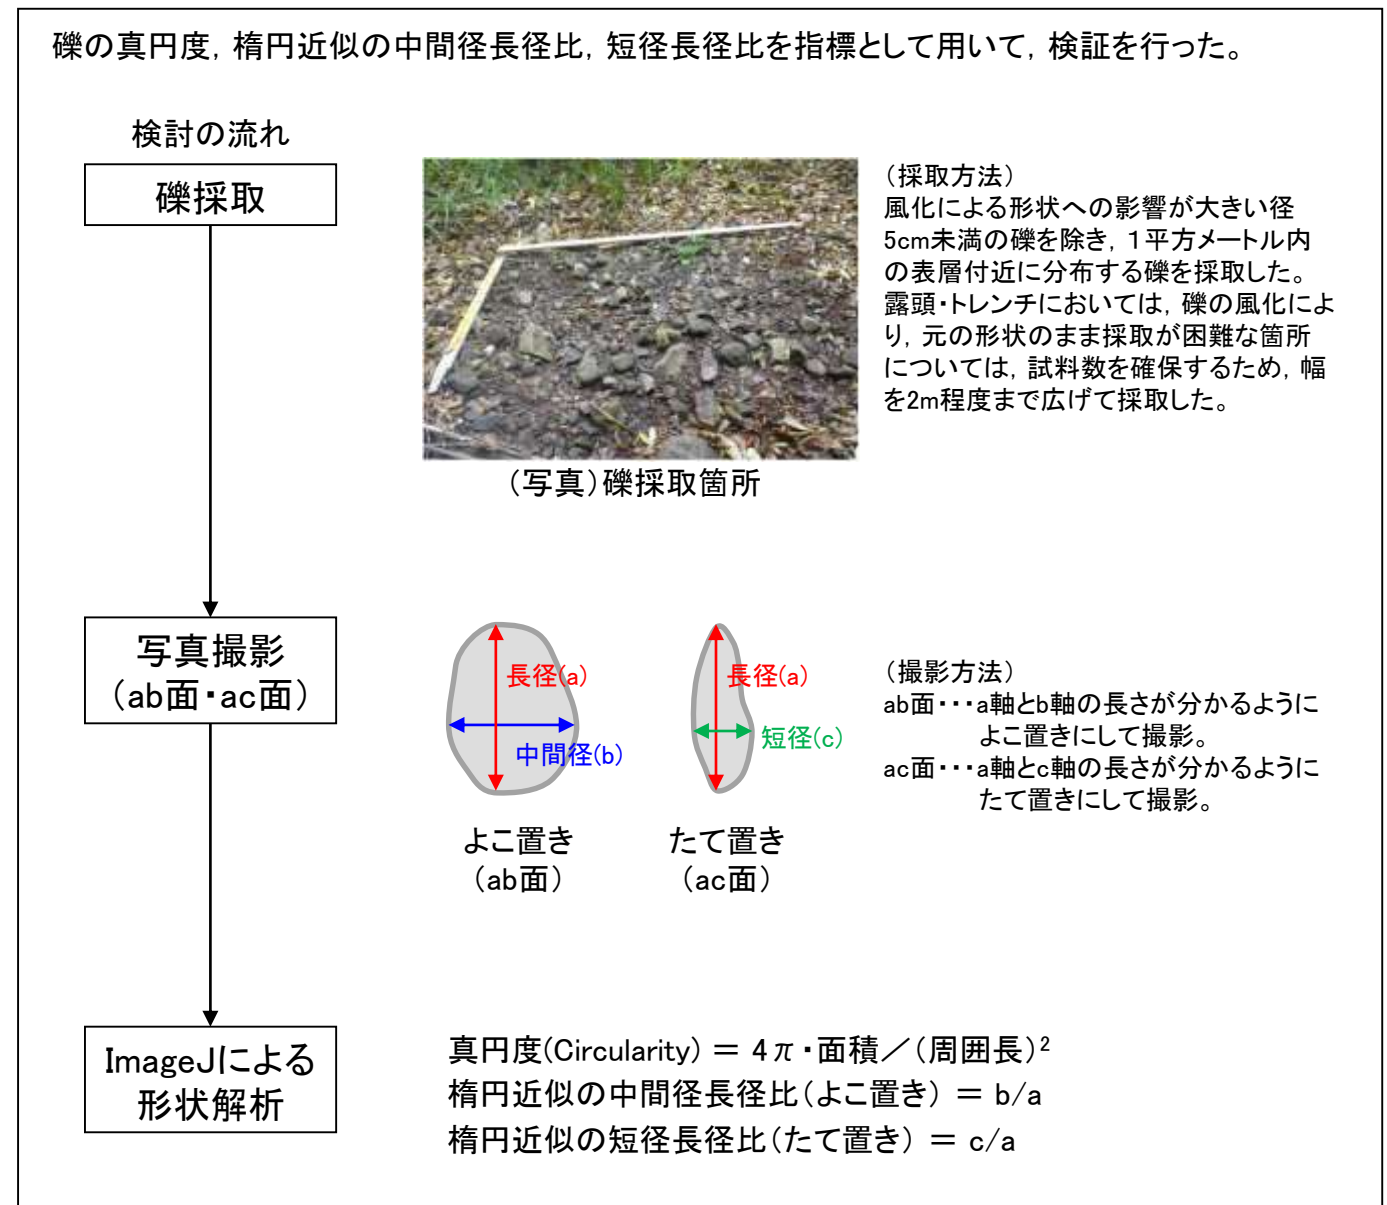 礫の真円度，楕円近似の中間径長径比，短径長径比を指標として用いて，検証を行った。
検討の流れ
礫採取
（採取方法）
風化による形状への影響が大きい径
5cm未満の礫を除き，１平方メートル内
の表層付近に分布する礫を採取した。
露頭・トレンチにおいては，礫の風化によ
り，元の形状のまま採取が困難な箇所
については，試料数を確保するため，幅
を2m程度まで広げて採取した。
（写真）礫採取箇所
写真撮影
（ab面・ac面）
長径(a)
中間径(b)
よこ置き
（ab面）
長径(a)
短径(c)
たて置き
（ac面）
（撮影方法）
ab面・・・a軸とb軸の長さが分かるように
よこ置きにして撮影。
ac面・・・a軸とc軸の長さが分かるように
たて置きにして撮影。
ImageJによる
形状解析
真円度(Circularity) ＝ 4π・面積／（周囲長）²
楕円近似の中間径長径比（よこ置き） ＝ b/a
楕円近似の短径長径比（たて置き） ＝ c/a